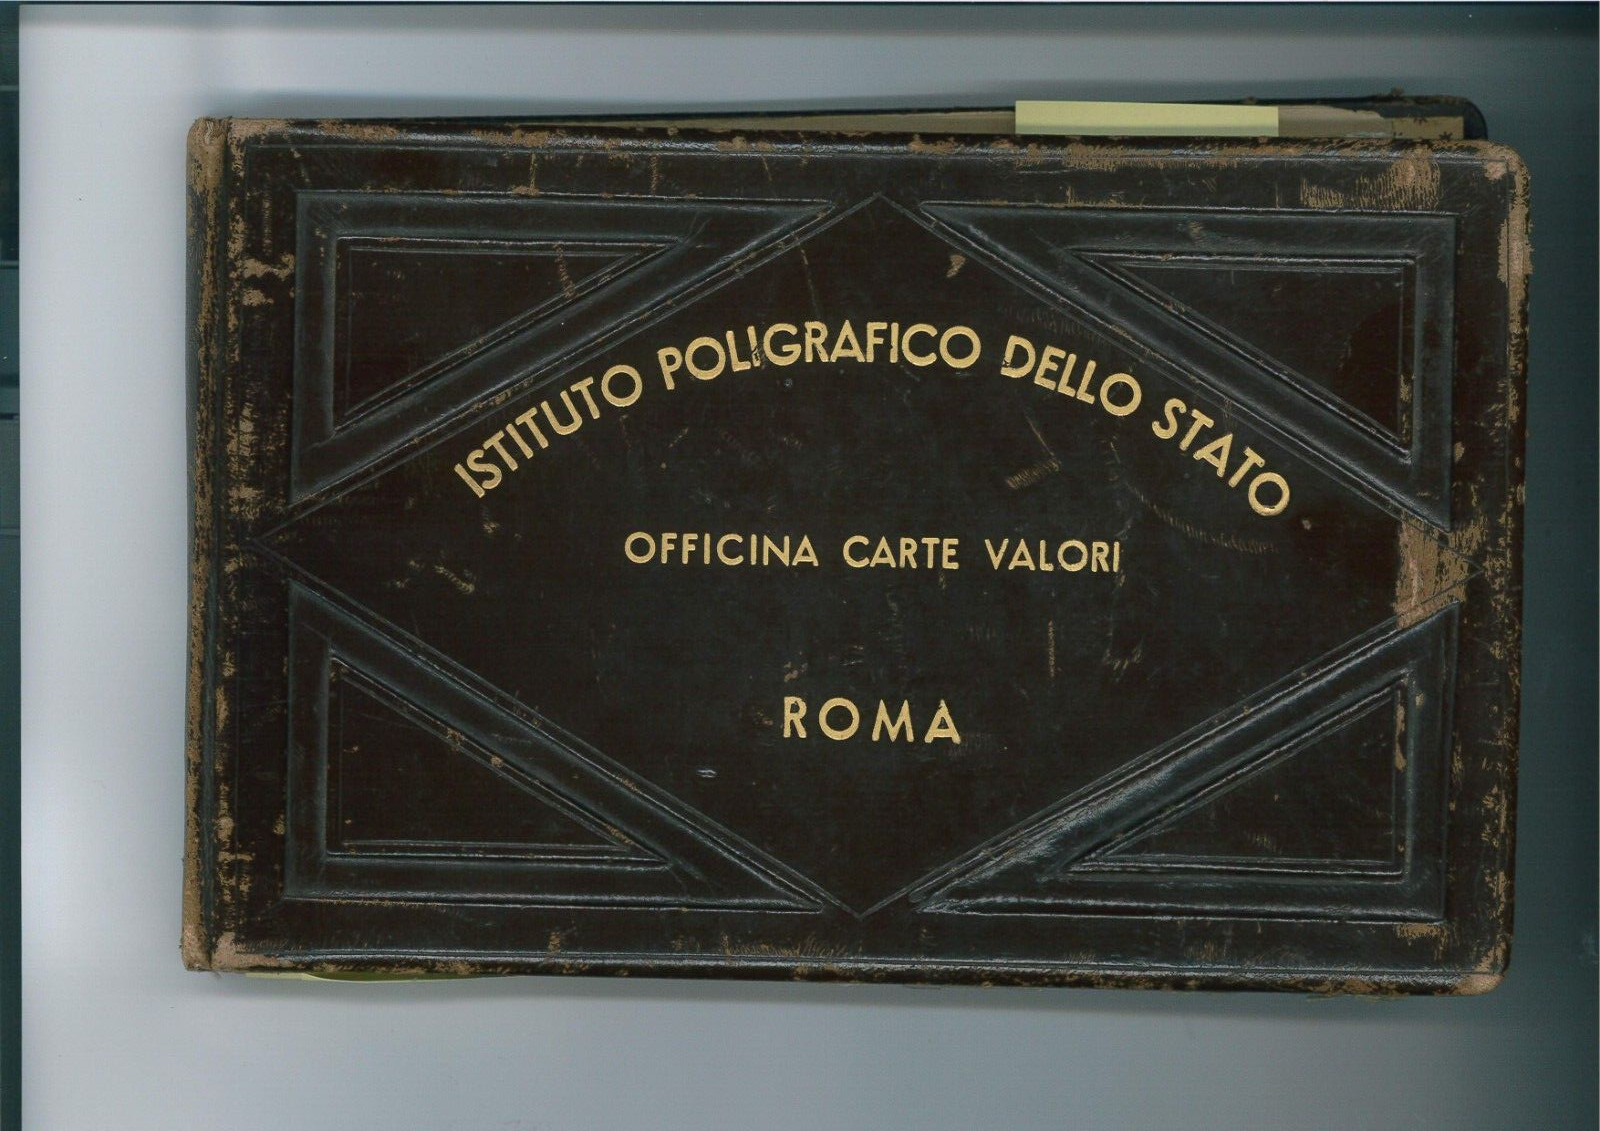 ISTITUTO POLIGRAFICO DELLO STATO
OFFICINA CARTE VALORI
ROMA